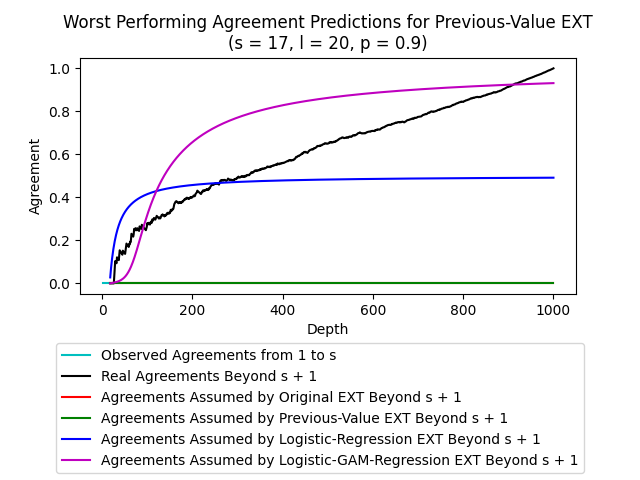 Worst Performing Agreement Predictions for Previous-Value EXT
(s = 17, l = 20, p = 0.9)
Agreement
1.0
0.8
0.6
0.4
0.2
0.0
0 200 400 600 800 1000
Depth
Observed Agreements from 1 to s
Real Agreements Beyond s + 1
Agreements Assumed by Original EXT Beyond s + 1
Agreements Assumed by Previous-Value EXT Beyond s + 1
Agreements Assumed by Logistic-Regression EXT Beyond s + 1
Agreements Assumed by Logistic-GAM-Regression EXT Beyond s + 1